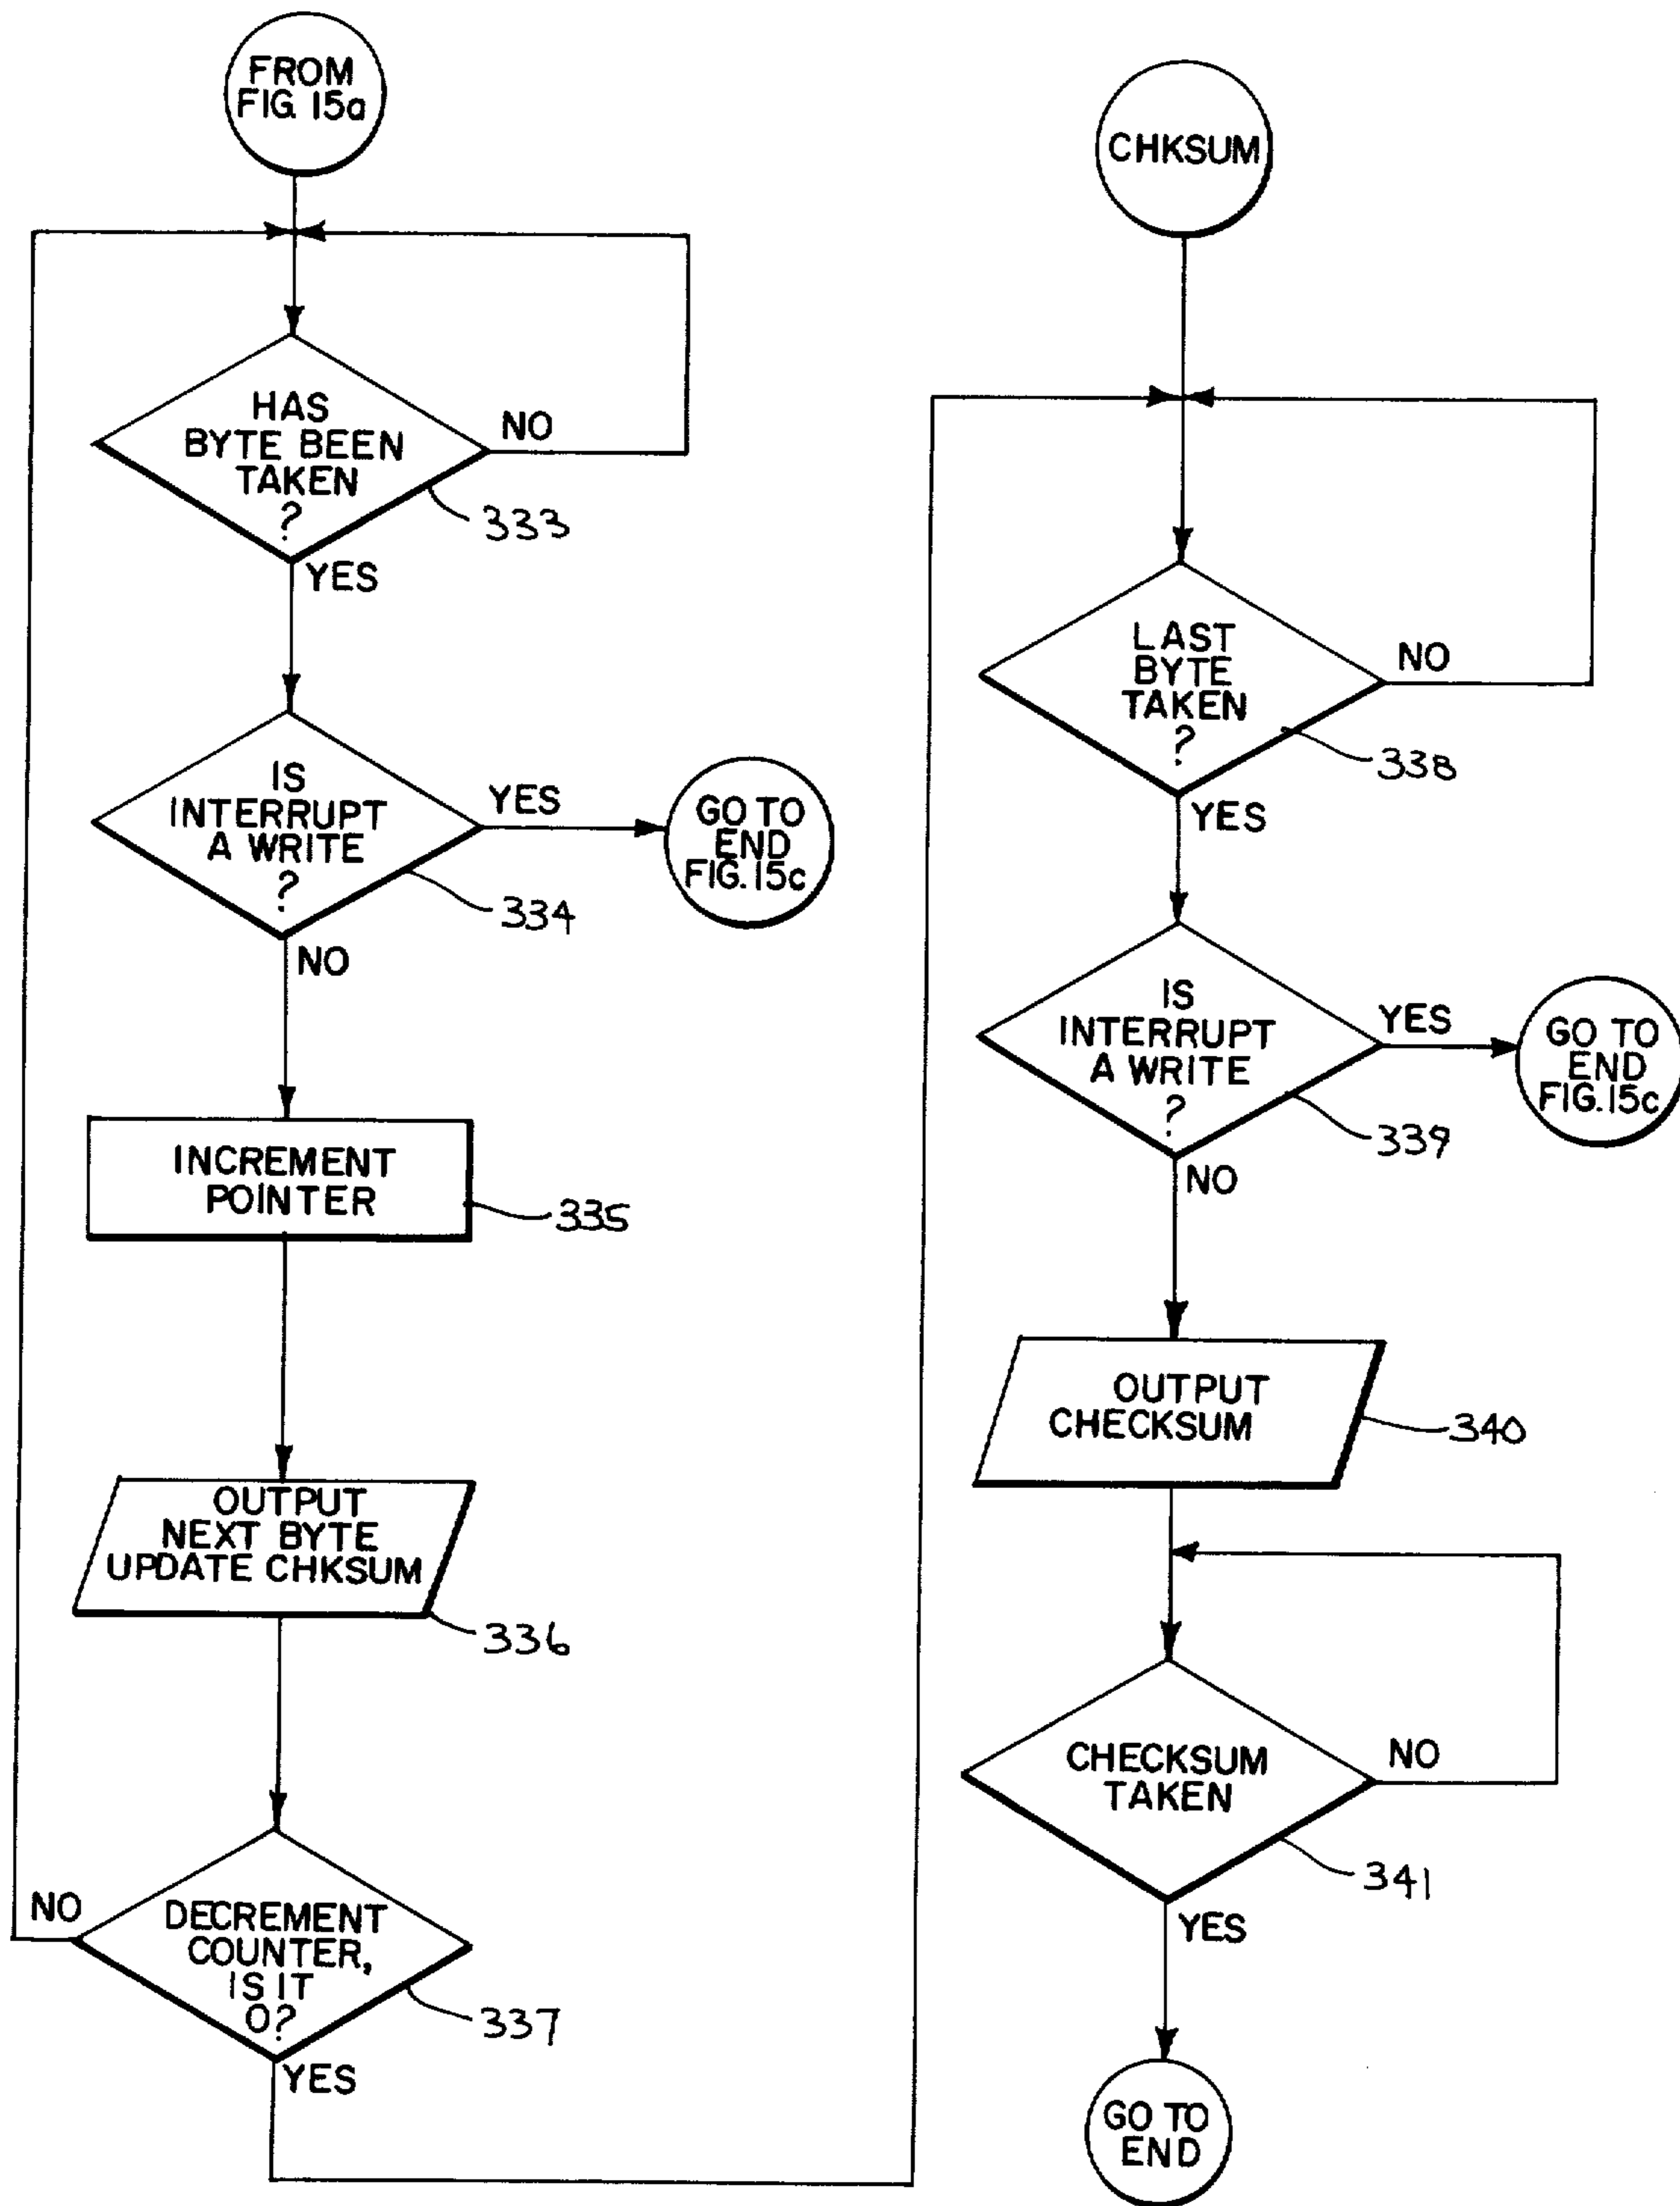 FROM
FIG. 15a
HAS
BYTE BEEN
TAKEN
?
NO
333
YES
IS
INTERRUPT
A WRITE
?
YES
GO TO
END
FIG. 15c
334
NO
INCREMENT
POINTER
335
OUTPUT
NEXT BYTE
UPDATE CHKSUM
336
NO
DECREMENT
COUNTER,
IS IT
0?
337
YES
CHKSUM
LAST
BYTE
TAKEN
?
NO
338
YES
IS
INTERRUPT
A WRITE
?
YES
GO TO
END
FIG. 15c
339
NO
OUTPUT
CHECKSUM
340
CHECKSUM
TAKEN
NO
341
YES
GO TO
END